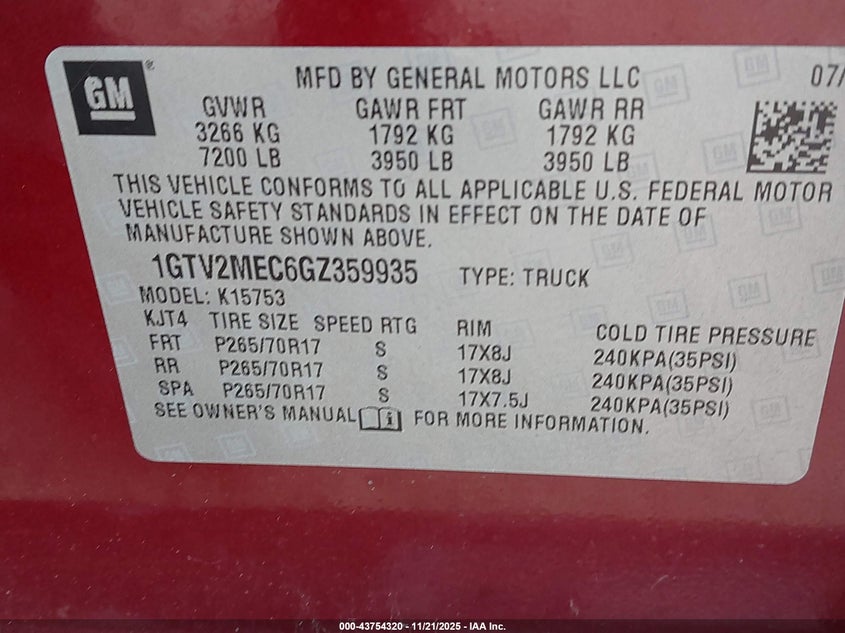 GM ® MFD BY GENERAL MOTORS LLC 07/
GVWR GAWR FRT GAWR RR
3266 KG 1792 KG 1792 KG
7200 LB 3950 LB 3950 LB
THIS VEHICLE CONFORMS TO ALL APPLICABLE U.S. FEDERAL MOTOR
VEHICLE SAFETY STANDARDS IN EFFECT ON THE DATE OF
MANUFACTURE SHOWN ABOVE.
1GTV2MEC6GZ359935 TYPE: TRUCK
MODEL: K15753
KJT4 TIRE SIZE SPEED RTG RIM COLD TIRE PRESSURE
FRT P265/70R17 S 17X8J 240KPA(35PSI)
RR P265/70R17 S 17X8J 240KPA(35PSI)
SPA P265/70R17 S 17X7.5J 240KPA(35PSI)
SEE OWNER'S MANUAL i FOR MORE INFORMATION.
000-43754320 - 11/21/2025 - IAA Inc.